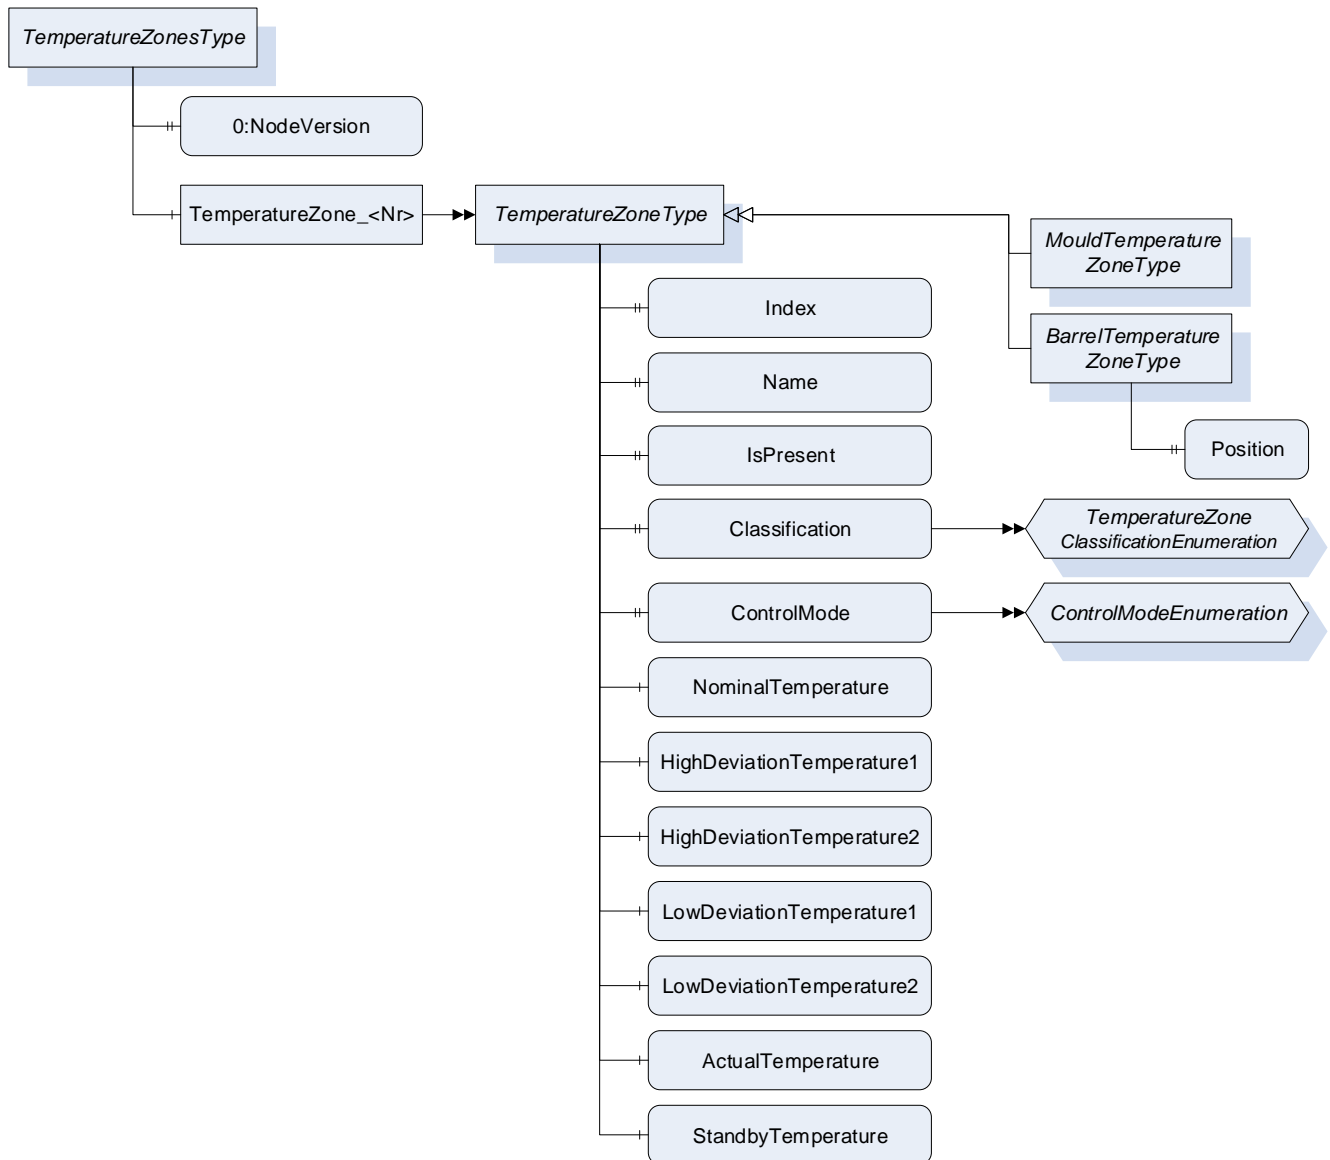 TemperatureZonesType
0:NodeVersion
TemperatureZone_<Nr>
TemperatureZoneType
MouldTemperature
ZoneType
BarrelTemperature
ZoneType
Position
Index
Name
IsPresent
Classification
TemperatureZone
ClassificationEnumeration
ControlMode
ControlModeEnumeration
NominalTemperature
HighDeviationTemperature1
HighDeviationTemperature2
LowDeviationTemperature1
LowDeviationTemperature2
ActualTemperature
StandbyTemperature